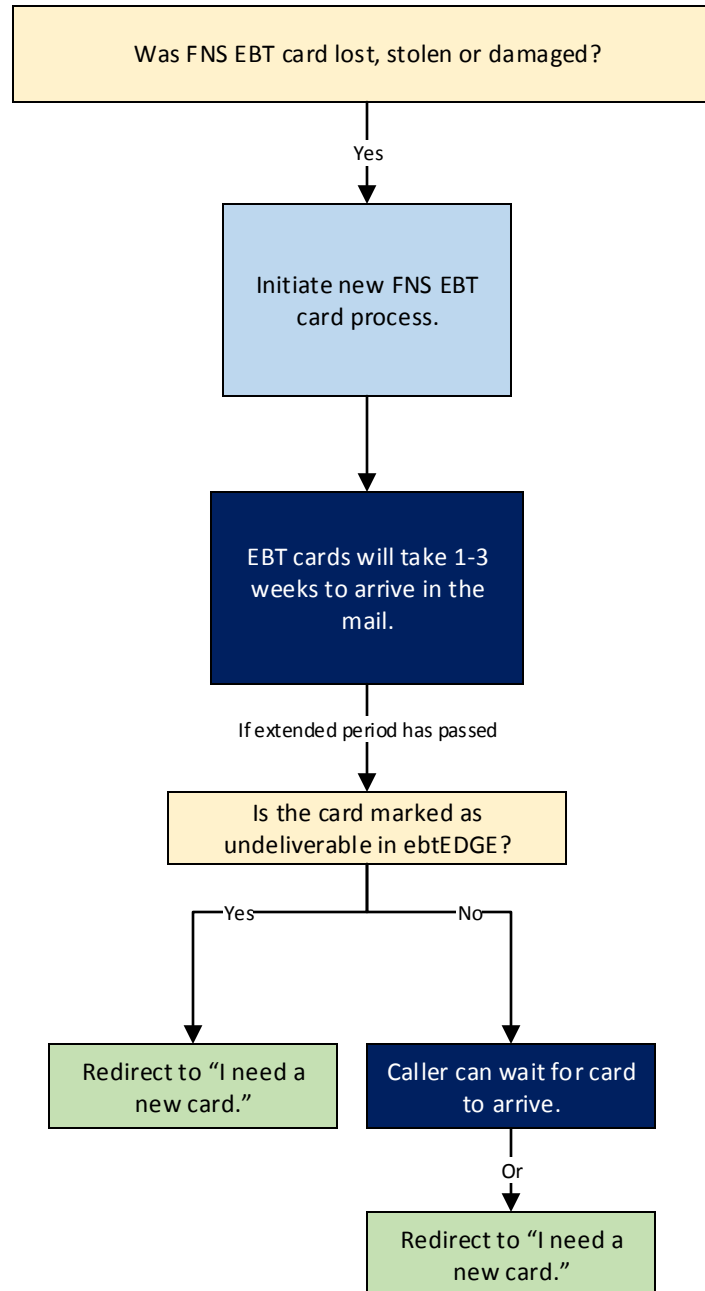 Was FNS EBT card lost, stolen or damaged?
Yes
Initiate new FNS EBT
card process.
EBT cards will take 1-3
weeks to arrive in the
mail.
If extended period has passed
Is the card marked as
undeliverable in ebtEDGE?
Yes
No
Redirect to “I need a
new card.”
Caller can wait for card
to arrive.
Or
Redirect to “I need a
new card.”